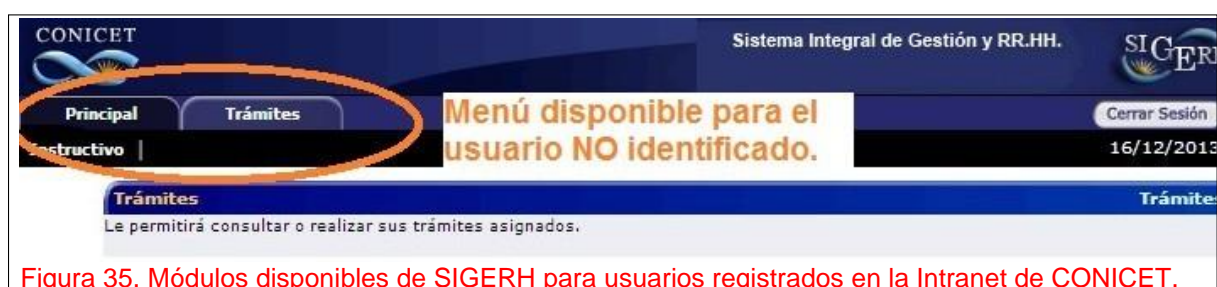 CONICET
Sistema Integral de Gestión y RR.HH.
SIGERH
Principal Trámites
Menú disponible para el
usuario NO identificado.
Cerrar Sesión
Instructivo |
16/12/2013
Trámites Trámites
Le permitirá consultar o realizar sus trámites asignados.
Figura 35. Módulos disponibles de SIGERH para usuarios registrados en la Intranet de CONICET.